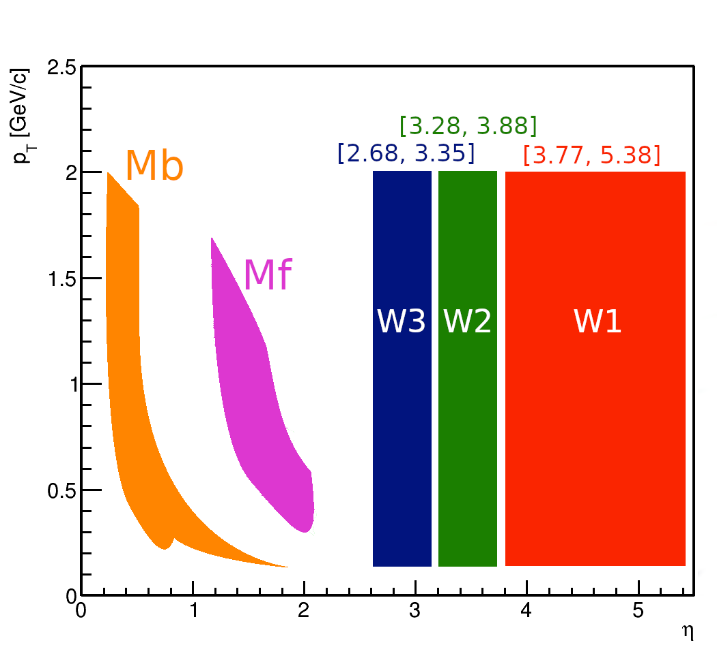 p_T [GeV/c]
2.5
2
1.5
1
0.5
0
[3.28, 3.88]
[2.68, 3.35]
[3.77, 5.38]
Mb
Mf
W3
W2
W1
0 1 2 3 4 5
η